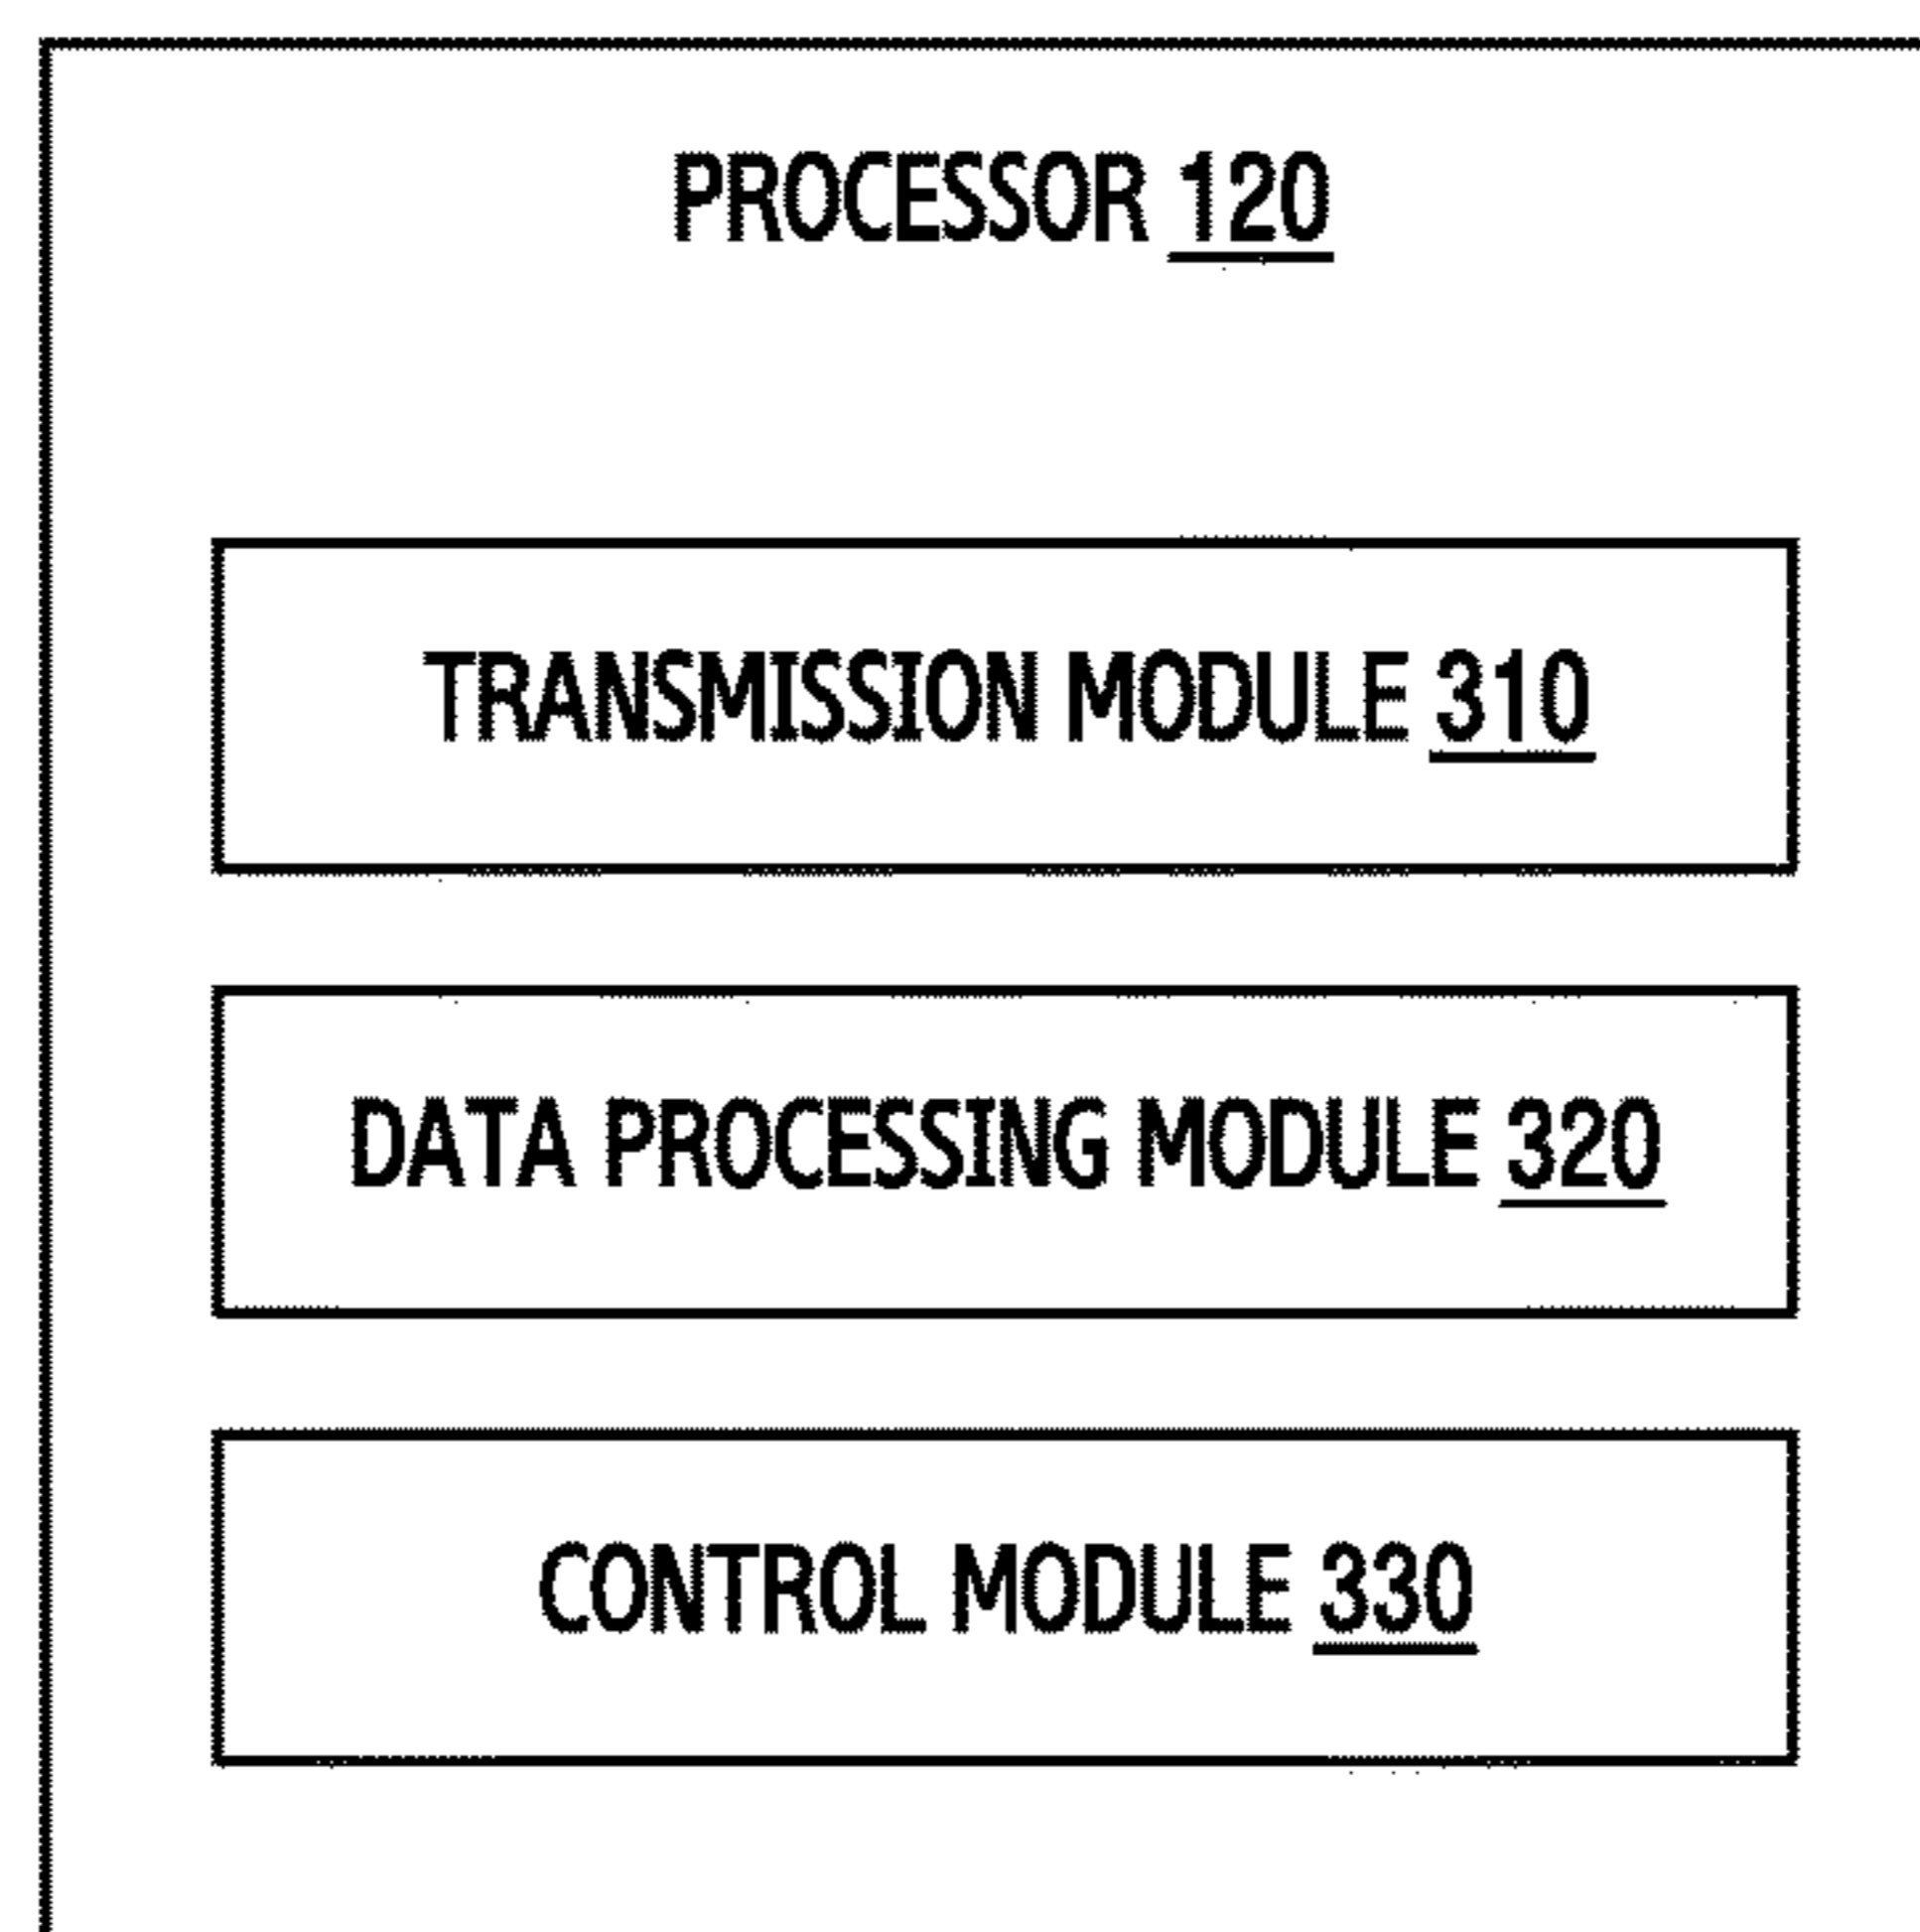 PROCESSOR 120
TRANSMISSION MODULE 310
DATA PROCESSING MODULE 320
CONTROL MODULE 330